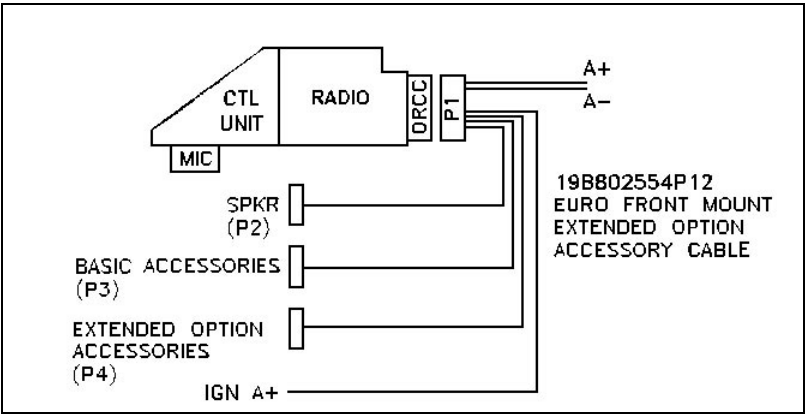 CTL
UNIT
RADIO
ORCC
P1
A+
A-
MIC
19B802554P12
EURO FRONT MOUNT
EXTENDED OPTION
ACCESSORY CABLE
SPKR
(P2)
BASIC ACCESSORIES
(P3)
EXTENDED OPTION
ACCESSORIES
(P4)
IGN A+